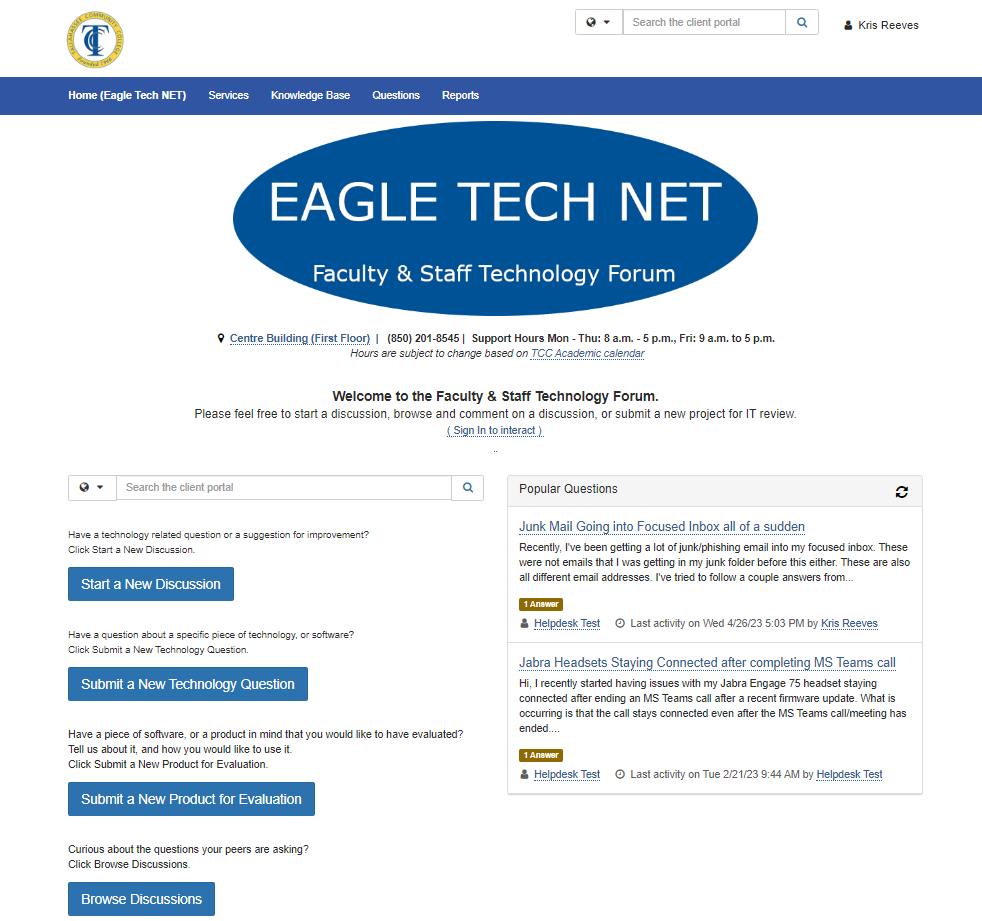 TALLAHASSEE COMMUNITY COLLEGE
TCC
Founded 1966
Search the client portal
Kris Reeves
Home (Eagle Tech NET) Services Knowledge Base Questions Reports
EAGLE TECH NET
Faculty & Staff Technology Forum
Centre Building (First Floor) | (850) 201-8545 | Support Hours Mon - Thu: 8 a.m. - 5 p.m., Fri: 9 a.m. to 5 p.m.
Hours are subject to change based on TCC Academic calendar
Welcome to the Faculty & Staff Technology Forum.
Please feel free to start a discussion, browse and comment on a discussion, or submit a new project for IT review.
( Sign In to interact )
..
Search the client portal
Have a technology related question or a suggestion for improvement?
Click Start a New Discussion.
Start a New Discussion
Have a question about a specific piece of technology, or software?
Click Submit a New Technology Question.
Submit a New Technology Question
Have a piece of software, or a product in mind that you would like to have evaluated?
Tell us about it, and how you would like to use it.
Click Submit a New Product for Evaluation.
Submit a New Product for Evaluation
Curious about the questions your peers are asking?
Click Browse Discussions.
Browse Discussions
Popular Questions
Junk Mail Going into Focused Inbox all of a sudden
Recently, I've been getting a lot of junk/phishing email into my focused inbox. These
were not emails that I was getting in my junk folder before this either. These are also
all different email addresses. I've tried to follow a couple answers from...
1 Answer
Helpdesk Test Last activity on Wed 4/26/23 5:03 PM by Kris Reeves
Jabra Headsets Staying Connected after completing MS Teams call
Hi, I recently started having issues with my Jabra Engage 75 headset staying
connected after ending an MS Teams call after a recent firmware update. What is
occurring is that the call stays connected even after the MS Teams call/meeting has
ended....
1 Answer
Helpdesk Test Last activity on Tue 2/21/23 9:44 AM by Helpdesk Test